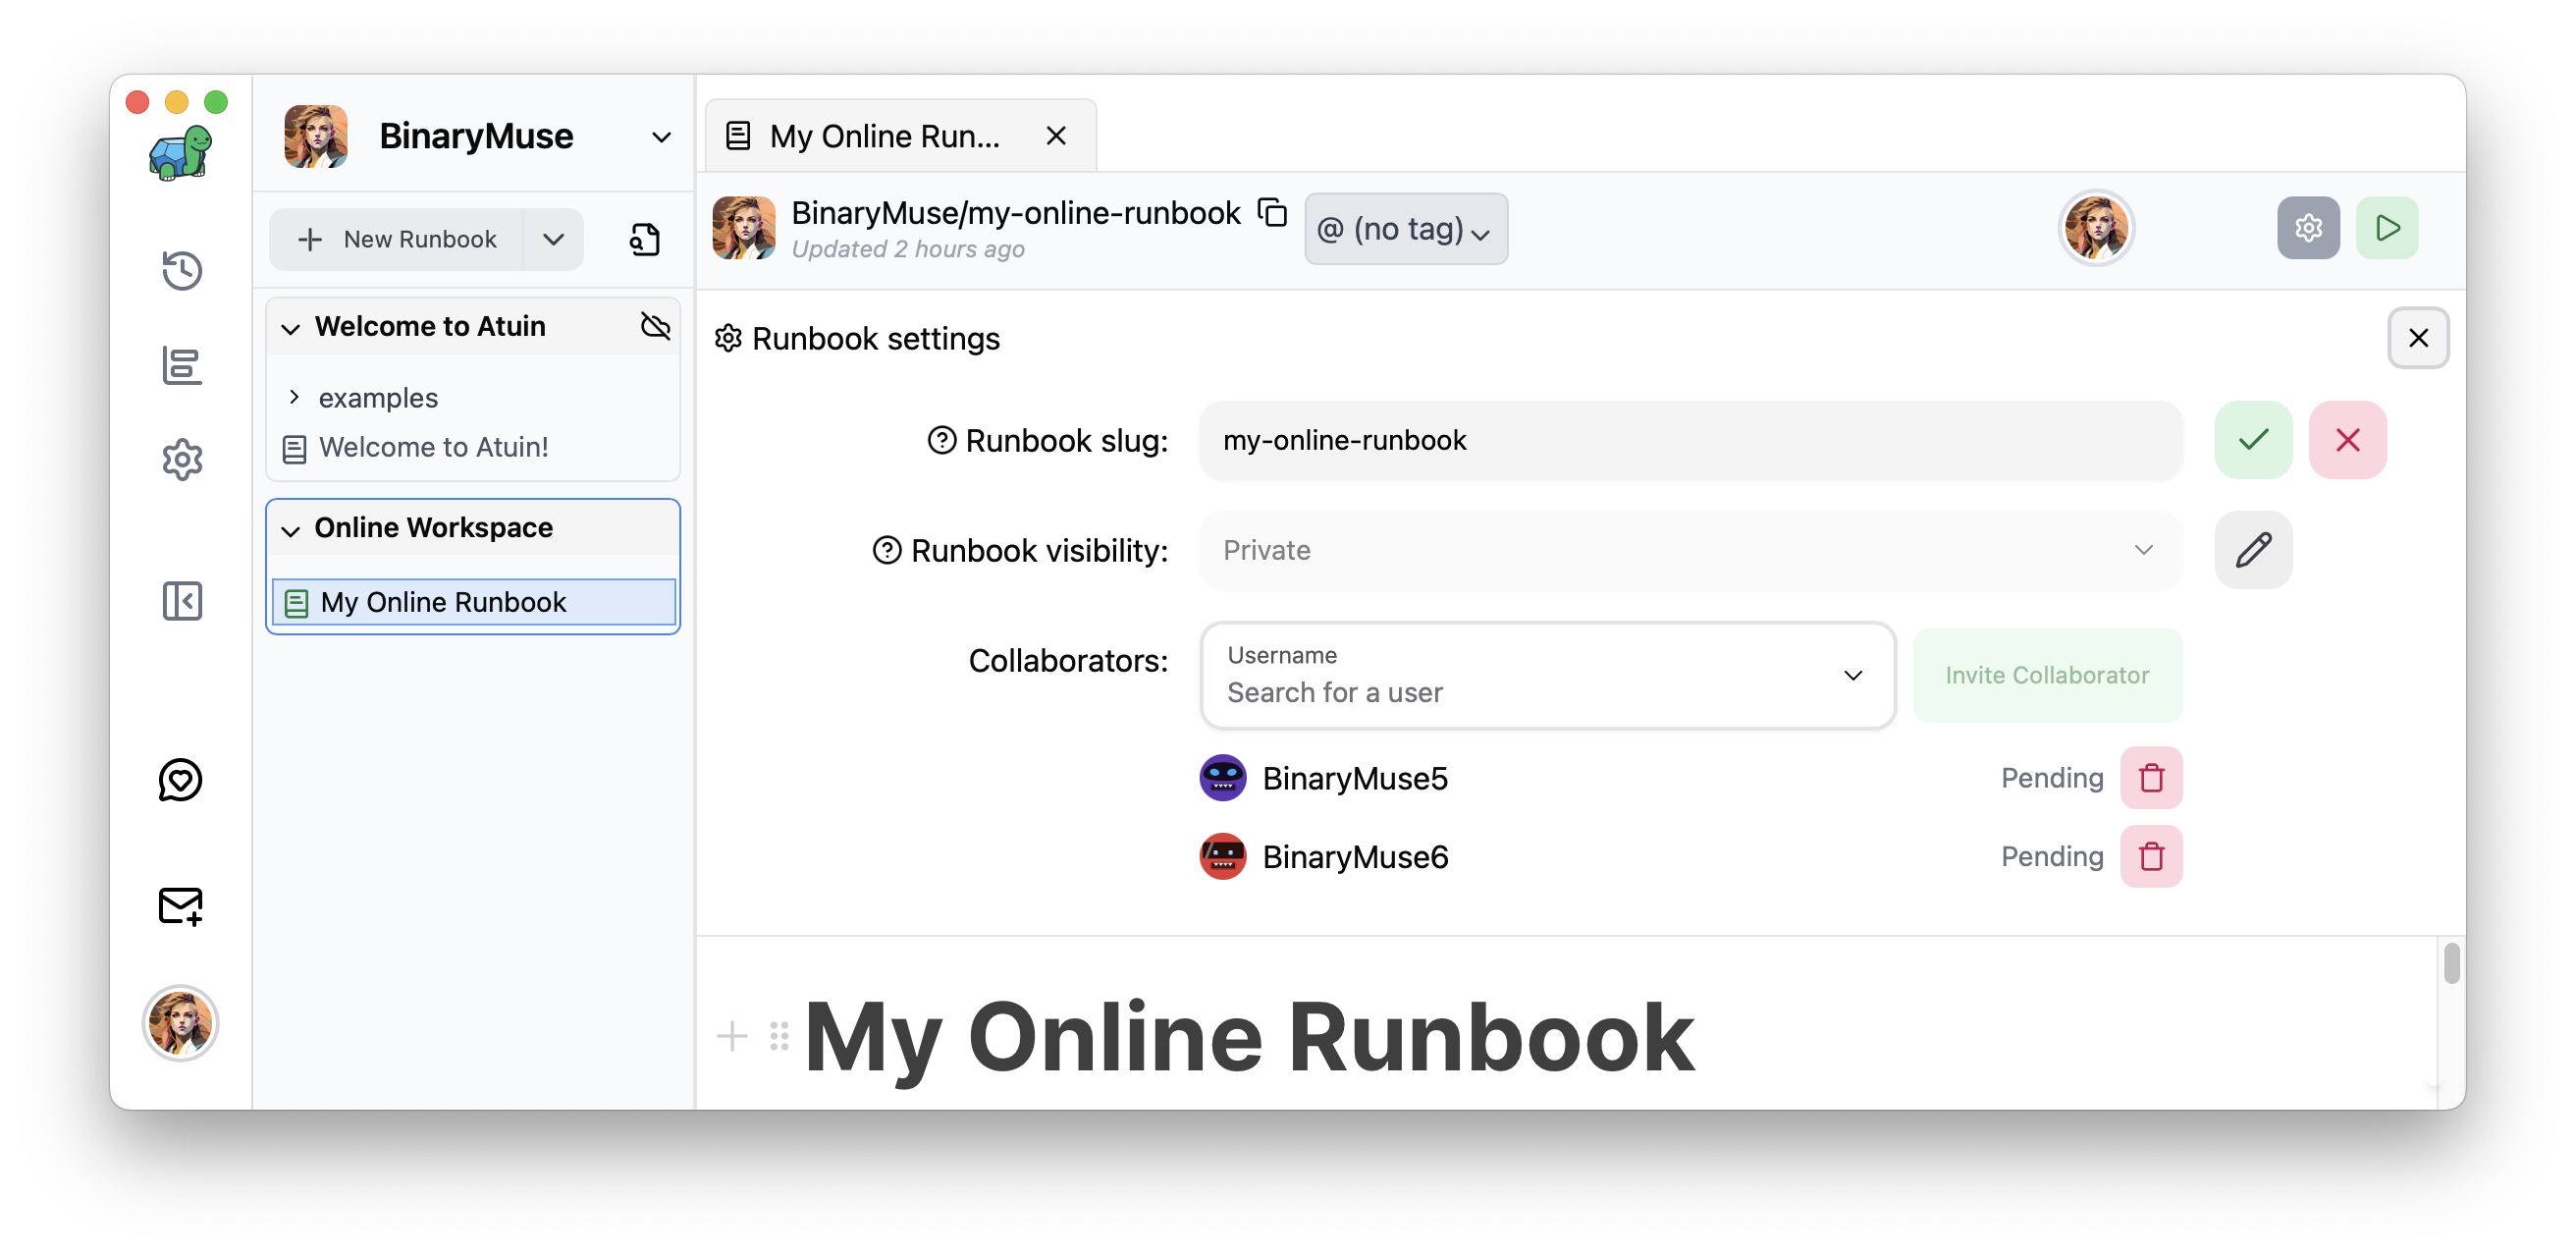 BinaryMuse
New Runbook
Welcome to Atuin
examples
Welcome to Atuin!
Online Workspace
My Online Runbook
My Online Run...
BinaryMuse/my-online-runbook
Updated 2 hours ago
@ (no tag)
Runbook settings
Runbook slug: my-online-runbook
Runbook visibility: Private
Collaborators:
Username
Search for a user
Invite Collaborator
BinaryMuse5 Pending
BinaryMuse6 Pending
My Online Runbook